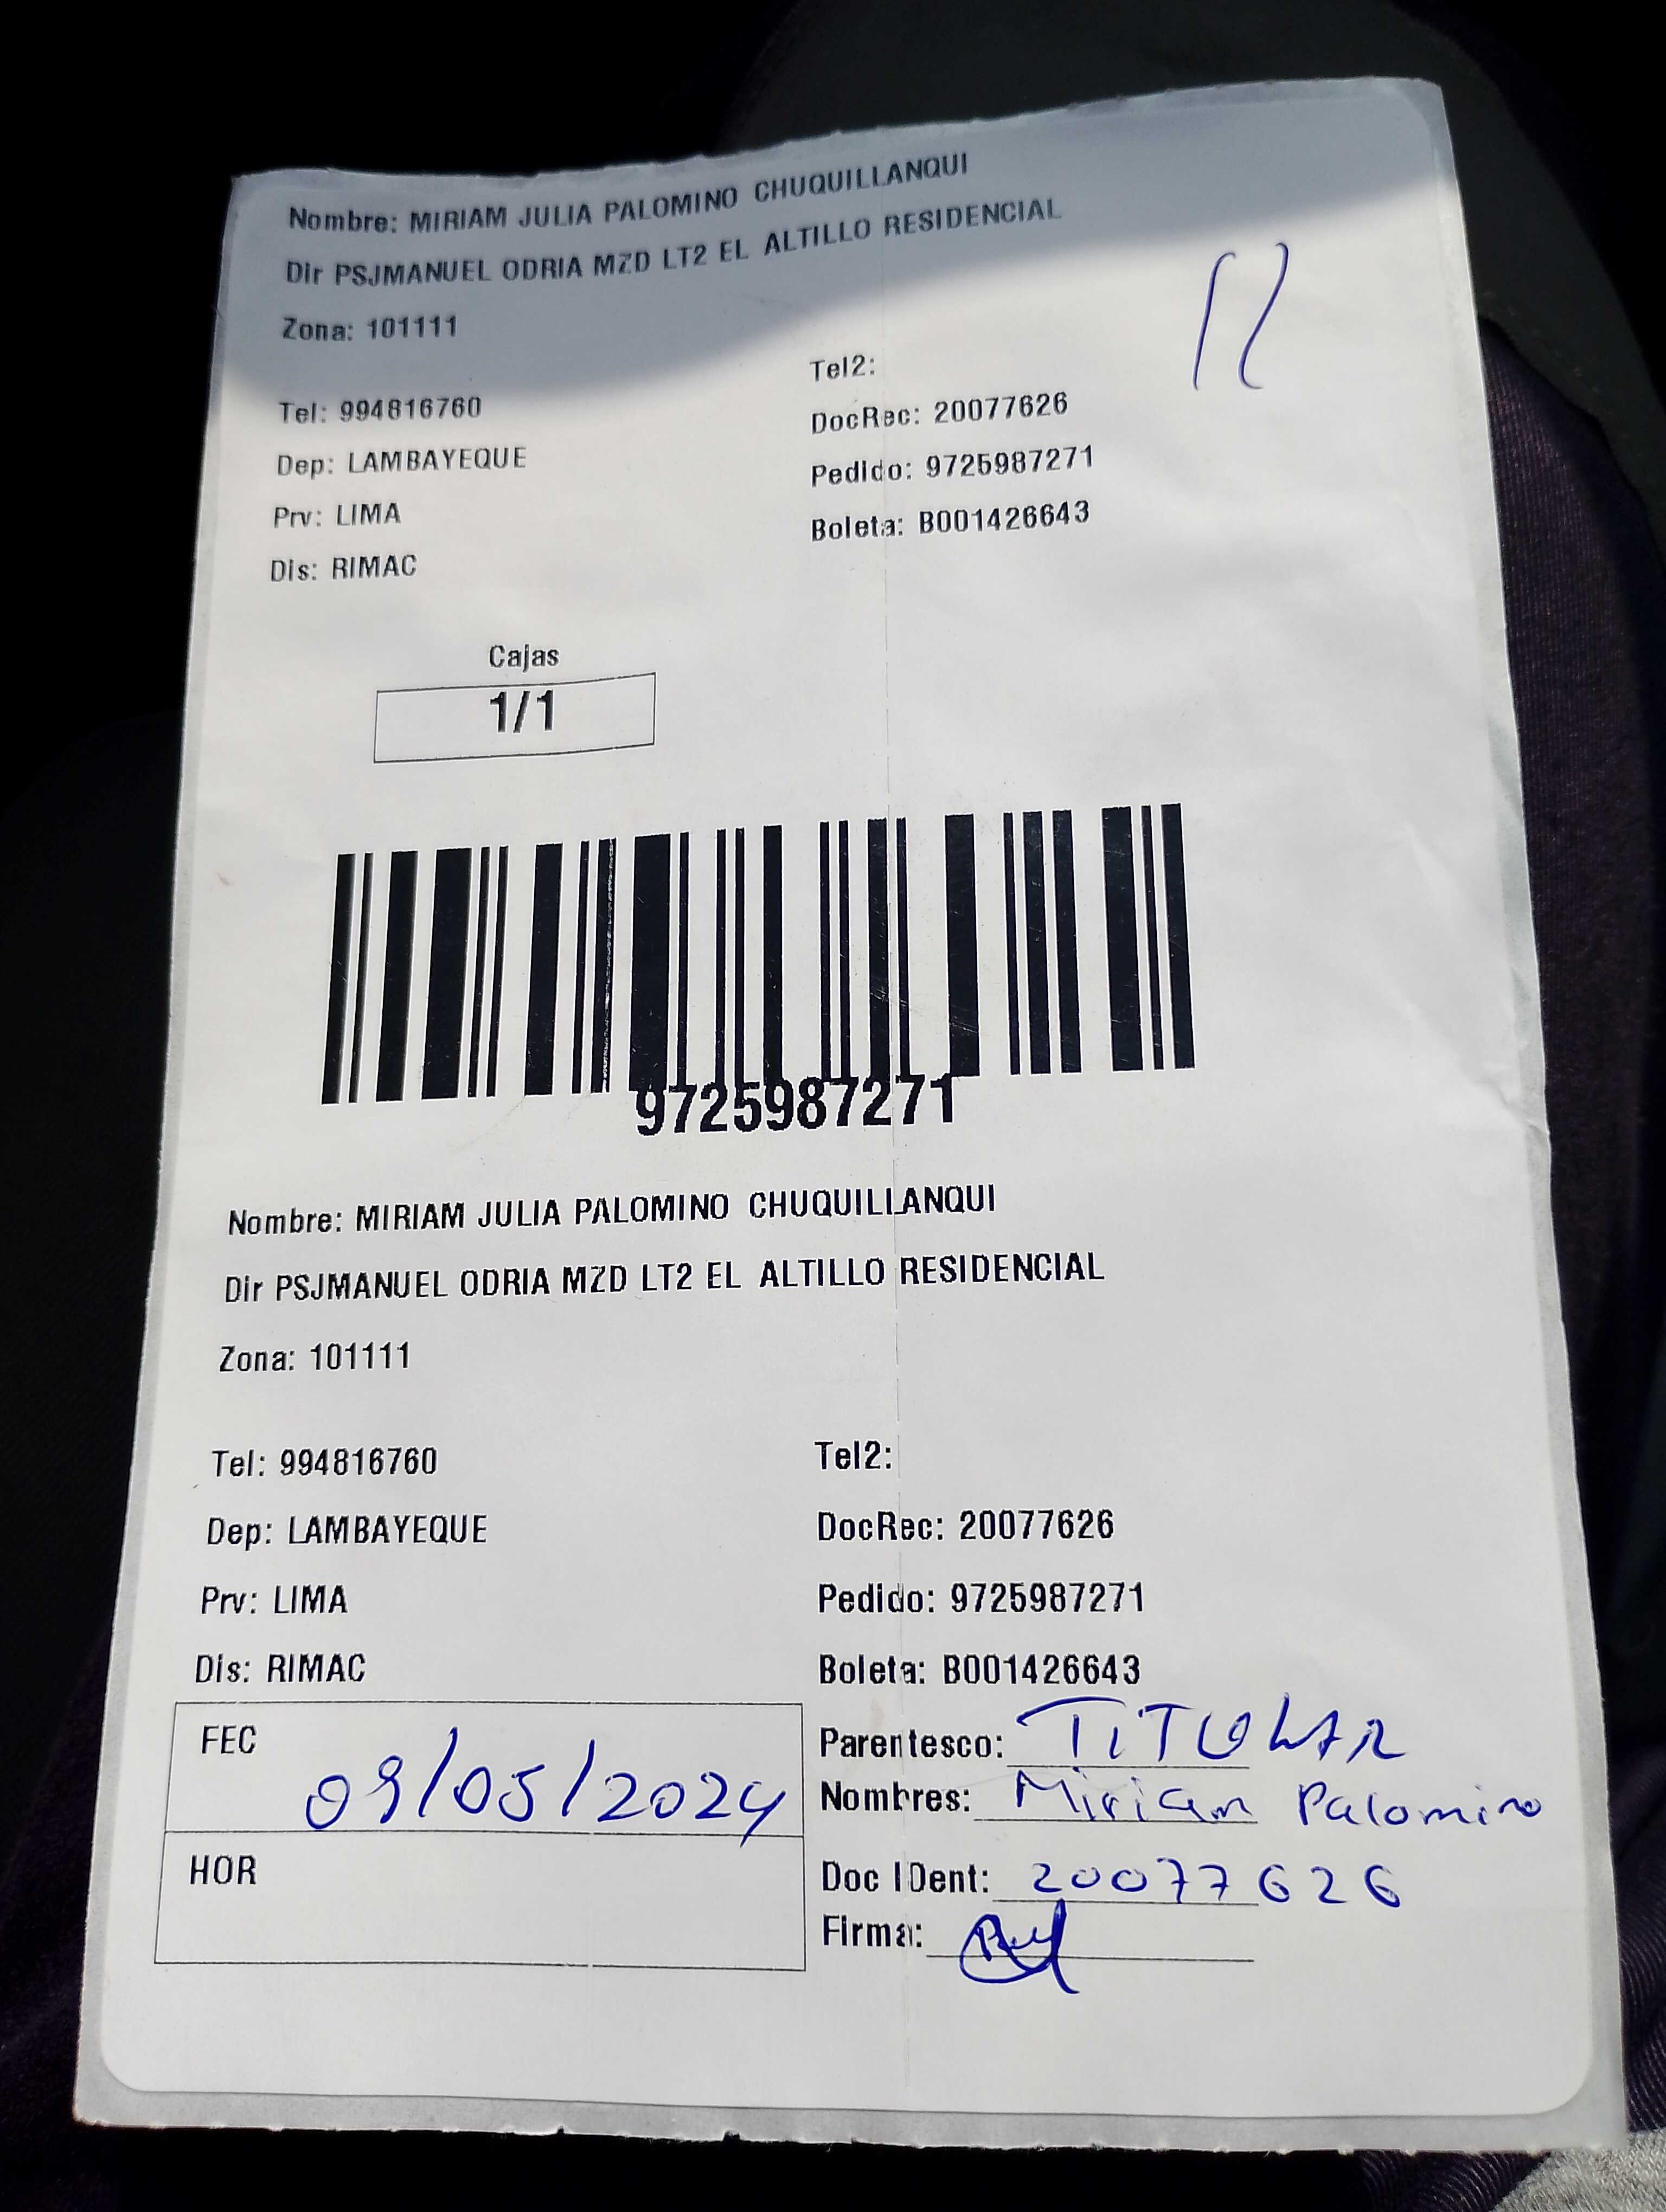 Nombre: MIRIAM JULIA PALOMINO CHUQUILLANQUI
Dir PSJMANUEL ODRIA MZD LT2 EL ALTILLO RESIDENCIAL
Zona: 101111
Tel: 994816760 Tel2:
Dep: LAMBAYEQUE DocRec: 20077626
Prv: LIMA Pedido: 9725987271
Dis: RIMAC Boleta: B001426643
Cajas
1/1
9725987271
Nombre: MIRIAM JULIA PALOMINO CHUQUILLANQUI
Dir PSJMANUEL ODRIA MZD LT2 EL ALTILLO RESIDENCIAL
Zona: 101111
Tel: 994816760 Tel2:
Dep: LAMBAYEQUE DocRec: 20077626
Prv: LIMA Pedido: 9725987271
Dis: RIMAC Boleta: B001426643
FEC 09/05/2024
HOR
Parentesco: TITULAR
Nombres: Miriam Palomino
Doc IDent: 20077626
Firma: